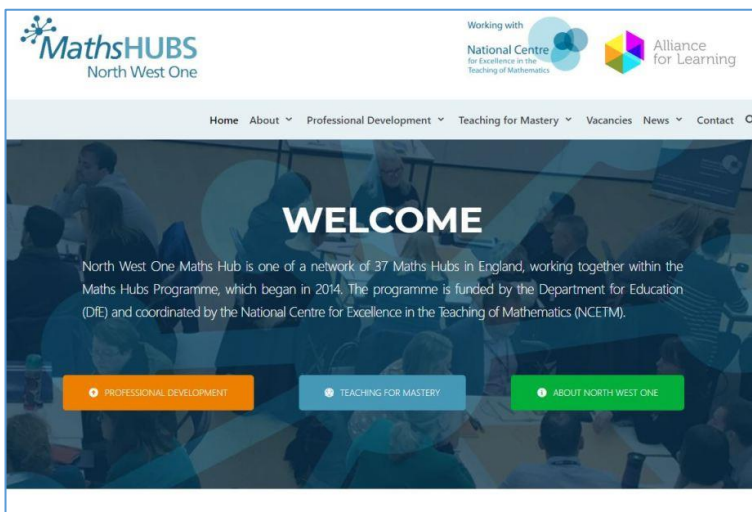 MathsHUBS
North West One
Working with
National Centre
for Excellence in the
Teaching of Mathematics
Alliance
for Learning
Home About Professional Development Teaching for Mastery Vacancies News Contact
WELCOME
North West One Maths Hub is one of a network of 37 Maths Hubs in England, working together within the
Maths Hubs Programme, which began in 2014. The programme is funded by the Department for Education
(DfE) and coordinated by the National Centre for Excellence in the Teaching of Mathematics (NCETM).
PROFESSIONAL DEVELOPMENT
TEACHING FOR MASTERY
ABOUT NORTH WEST ONE